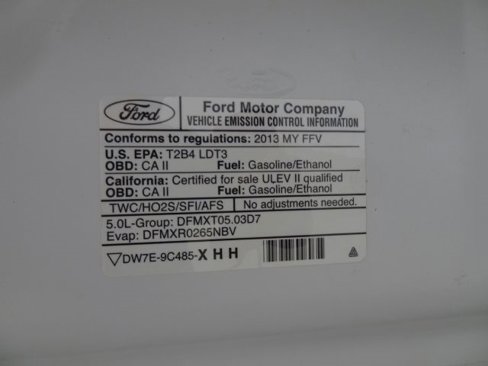 Ford
Ford Motor Company
VEHICLE EMISSION CONTROL INFORMATION
Conforms to regulations: 2013 MY FFV
U.S. EPA: T2B4 LDT3
OBD: CA II Fuel: Gasoline/Ethanol
California: Certified for sale ULEV II qualified
OBD: CA II Fuel: Gasoline/Ethanol
TWC/HO2S/SFI/AFS No adjustments needed.
5.0L-Group: DFMXT05.03D7
Evap: DFMXR0265NBV
DW7E-9C485-XHH